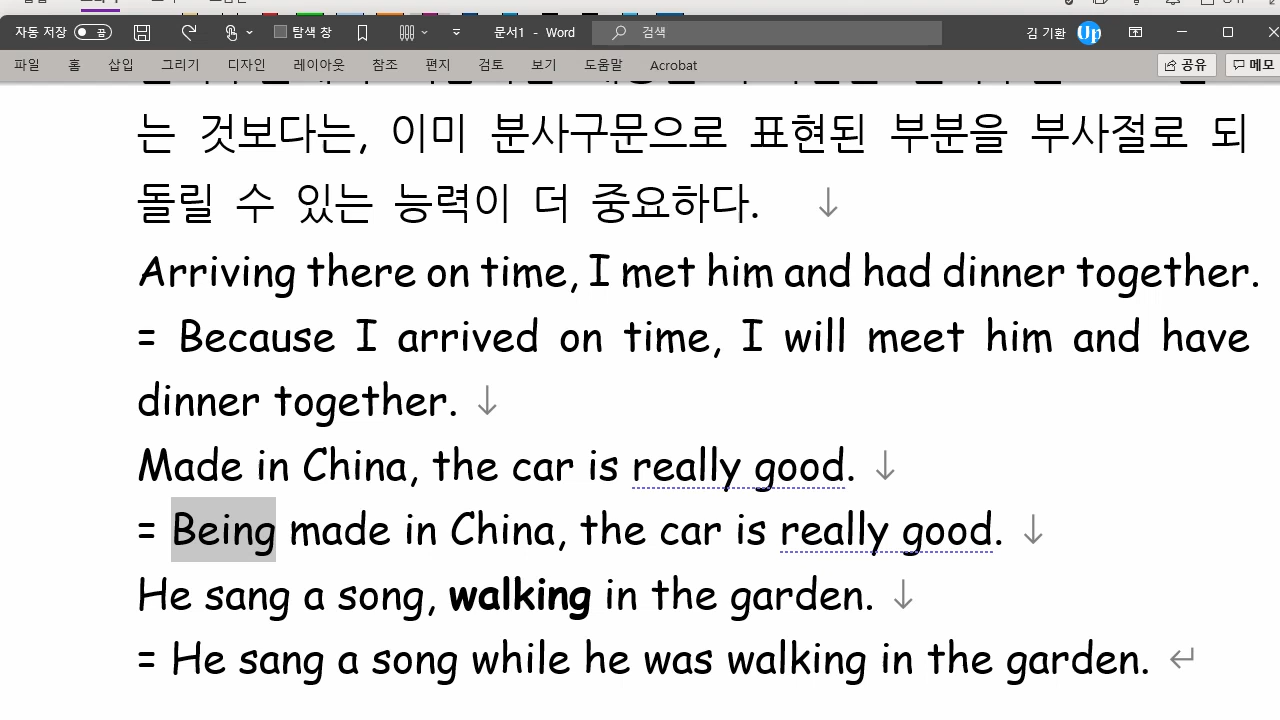 자동 저장 끔 탐색 창 문서1 - Word 검색 김 기환 Up
파일 홈 삽입 그리기 디자인 레이아웃 참조 편지 검토 보기 도움말 Acrobat 공유 메모
는 것보다는, 이미 분사구문으로 표현된 부분을 부사절로 되
돌릴 수 있는 능력이 더 중요하다. ↓
Arriving there on time, I met him and had dinner together.
= Because I arrived on time, I will meet him and have
dinner together. ↓
Made in China, the car is really good. ↓
= Being made in China, the car is really good. ↓
He sang a song, walking in the garden. ↓
= He sang a song while he was walking in the garden. ↵